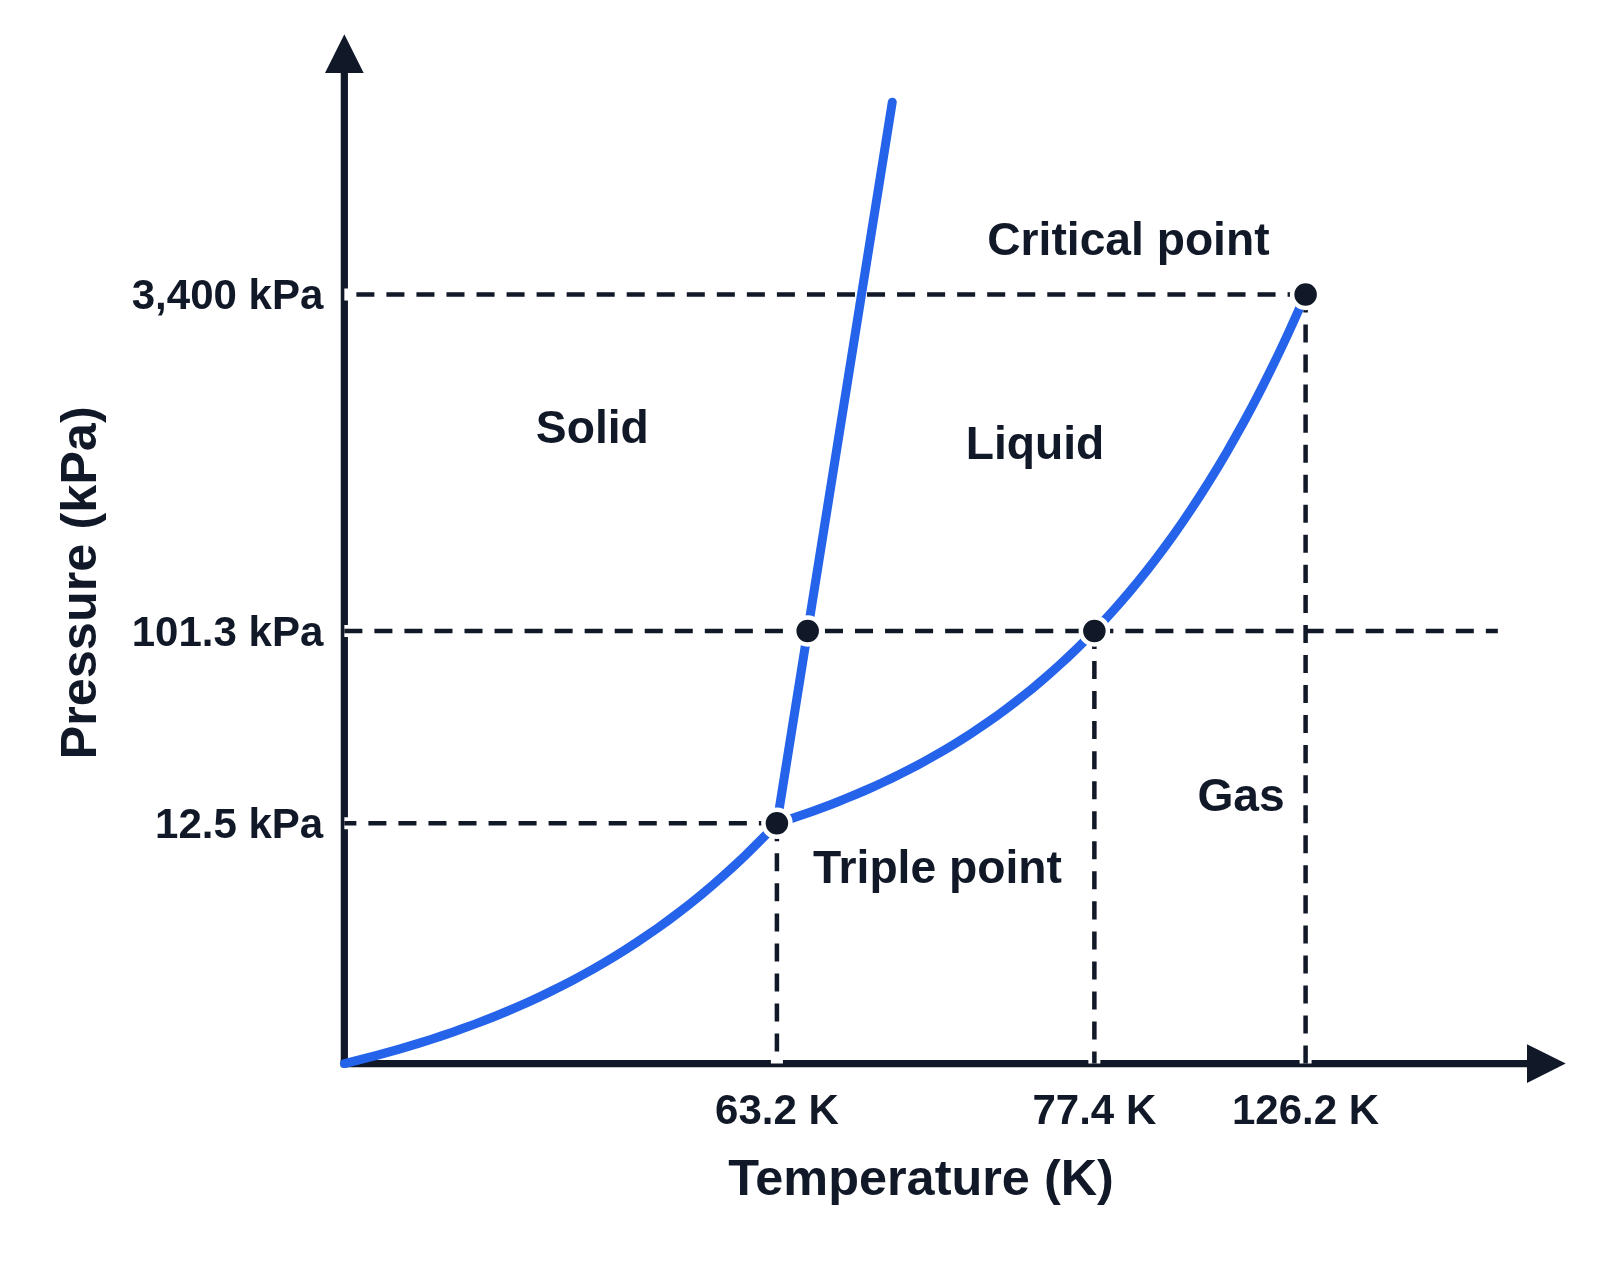 Critical point
3,400 kPa
Solid
Liquid
Pressure (kPa)
101.3 kPa
Gas
12.5 kPa
Triple point
63.2 K
77.4 K
126.2 K
Temperature (K)